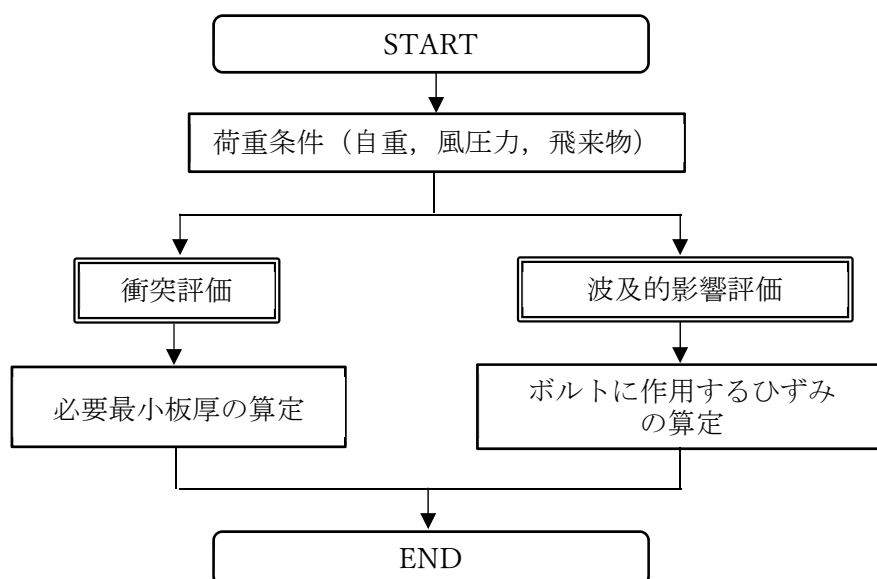 START
荷重条件（自重，風圧力，飛来物）
衝突評価
波及的影響評価
必要最小板厚の算定
ボルトに作用するひずみ
の算定
END